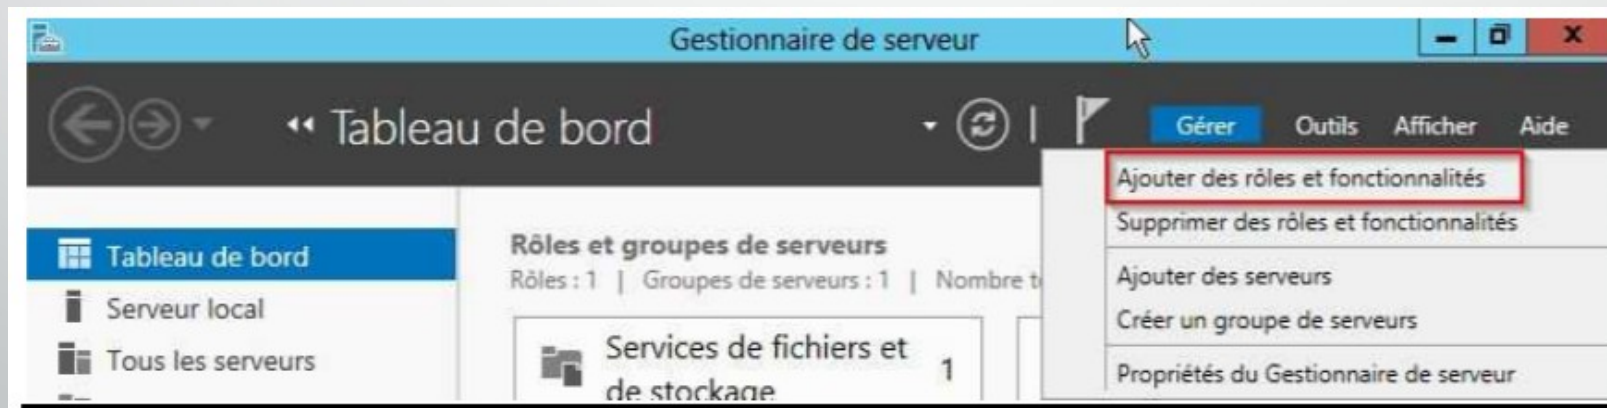 Gestionnaire de serveur
Tableau de bord
Gérer Outils Afficher Aide
Ajouter des rôles et fonctionnalités
Supprimer des rôles et fonctionnalités
Ajouter des serveurs
Créer un groupe de serveurs
Propriétés du Gestionnaire de serveur
Tableau de bord
Serveur local
Tous les serveurs
Rôles et groupes de serveurs
Rôles : 1 | Groupes de serveurs : 1 | Nombre
Services de fichiers et
de stockage
1